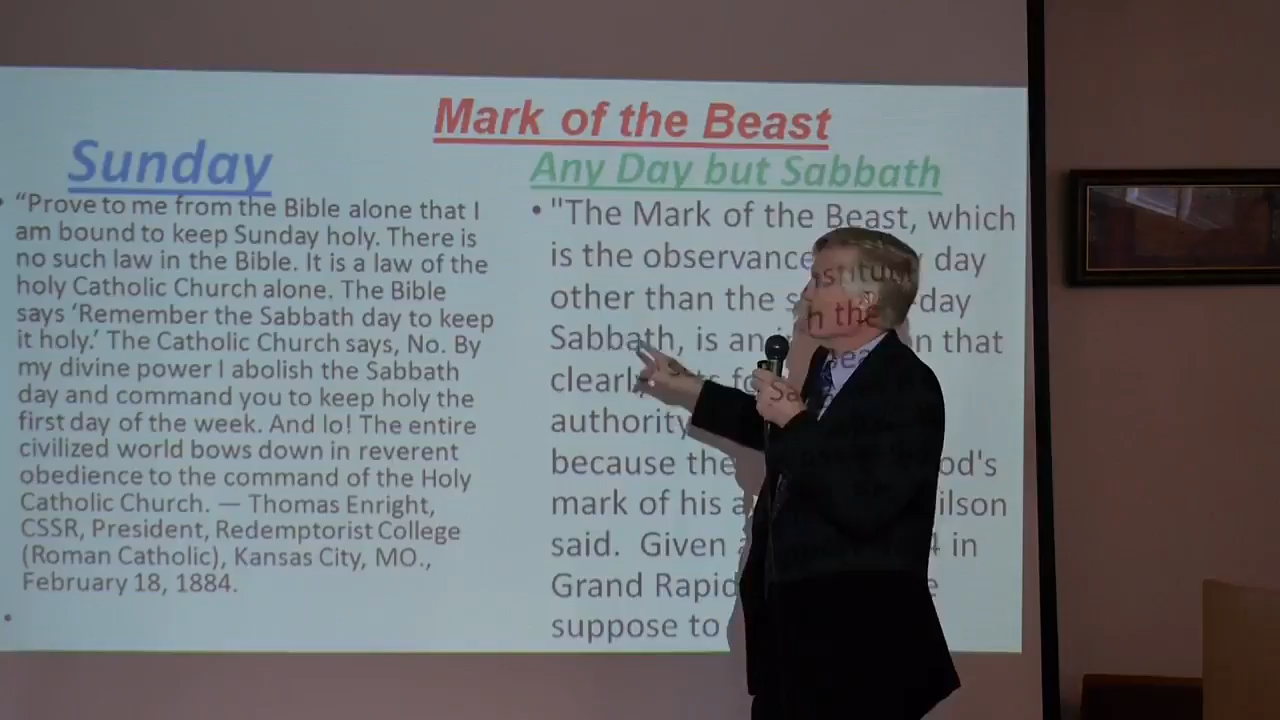 Mark of the Beast
Sunday
• “Prove to me from the Bible alone that I
am bound to keep Sunday holy. There is
no such law in the Bible. It is a law of the
holy Catholic Church alone. The Bible
says ‘Remember the Sabbath day to keep
it holy.’ The Catholic Church says, No. By
my divine power I abolish the Sabbath
day and command you to keep holy the
first day of the week. And lo! The entire
civilized world bows down in reverent
obedience to the command of the Holy
Catholic Church. — Thomas Enright,
CSSR, President, Redemptorist College
(Roman Catholic), Kansas City, MO.,
February 18, 1884.
Any Day but Sabbath
• "The Mark of the Beast, which
is the observance day
other than the day
Sabbath, is an that
clearly
authority
because the
mark of his
said. Given in
Grand
suppose to